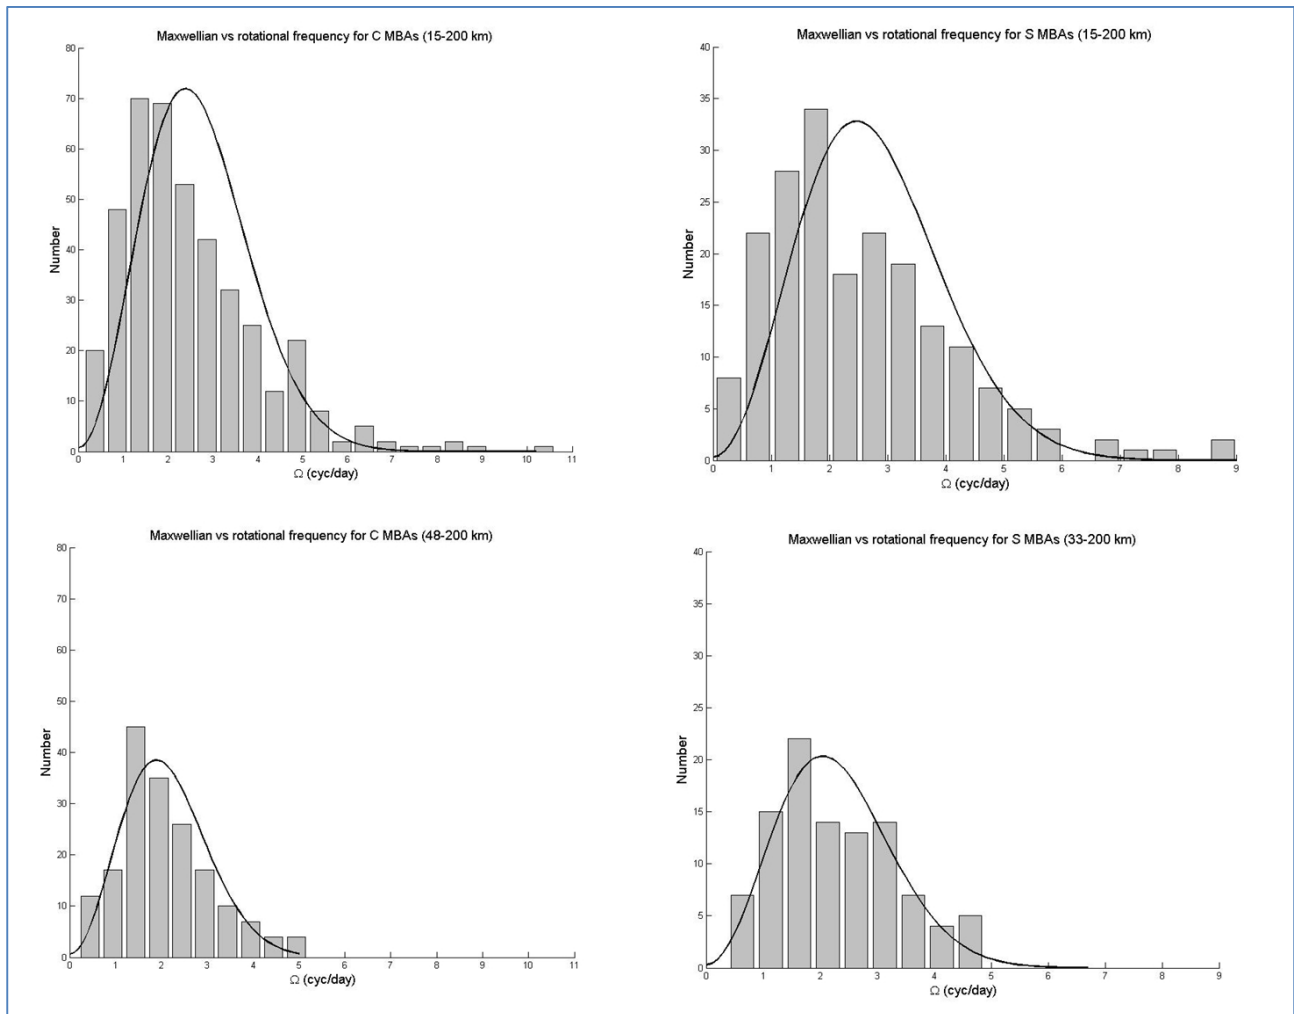 Maxwellian vs rotational frequency for C MBAs (15-200 km)
80
70
60
50
40
30
20
10
0
Number
0 1 2 3 4 5 6 7 8 9 10 11
Ω (cyc/day)
Maxwellian vs rotational frequency for S MBAs (15-200 km)
40
35
30
25
20
15
10
5
0
Number
0 1 2 3 4 5 6 7 8 9
Ω (cyc/day)
Maxwellian vs rotational frequency for C MBAs (48-200 km)
80
70
60
50
40
30
20
10
0
Number
0 1 2 3 4 5 6 7 8 9 10 11
Ω (cyc/day)
Maxwellian vs rotational frequency for S MBAs (33-200 km)
40
35
30
25
20
15
10
5
0
Number
0 1 2 3 4 5 6 7 8 9
Ω (cyc/day)